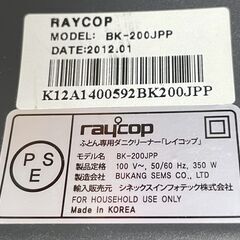 RAYCOP
MODEL: BK-200JPP
DATE:2012.01
K12A1400592BK200JPP
PSE
raycop
ふとん専用ダニクリーナー「レイコップ」
モデル名 BK-200JPP
定格 100 V~, 50/60 Hz, 350 W
製造元 BUKANG SEMS CO., LTD
輸入販売元 シネックスインフォテック株式会社
FOR HOUSEHOLD USE ONLY
Made in KOREA